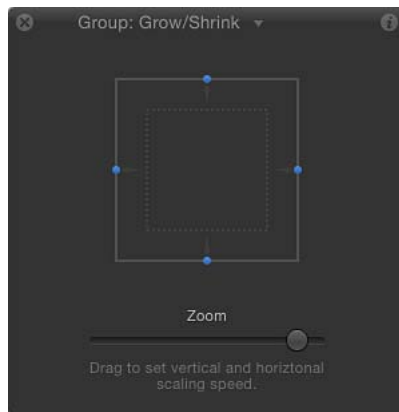 Group: Grow/Shrink
Zoom
Drag to set vertical and horiztonal
scaling speed.